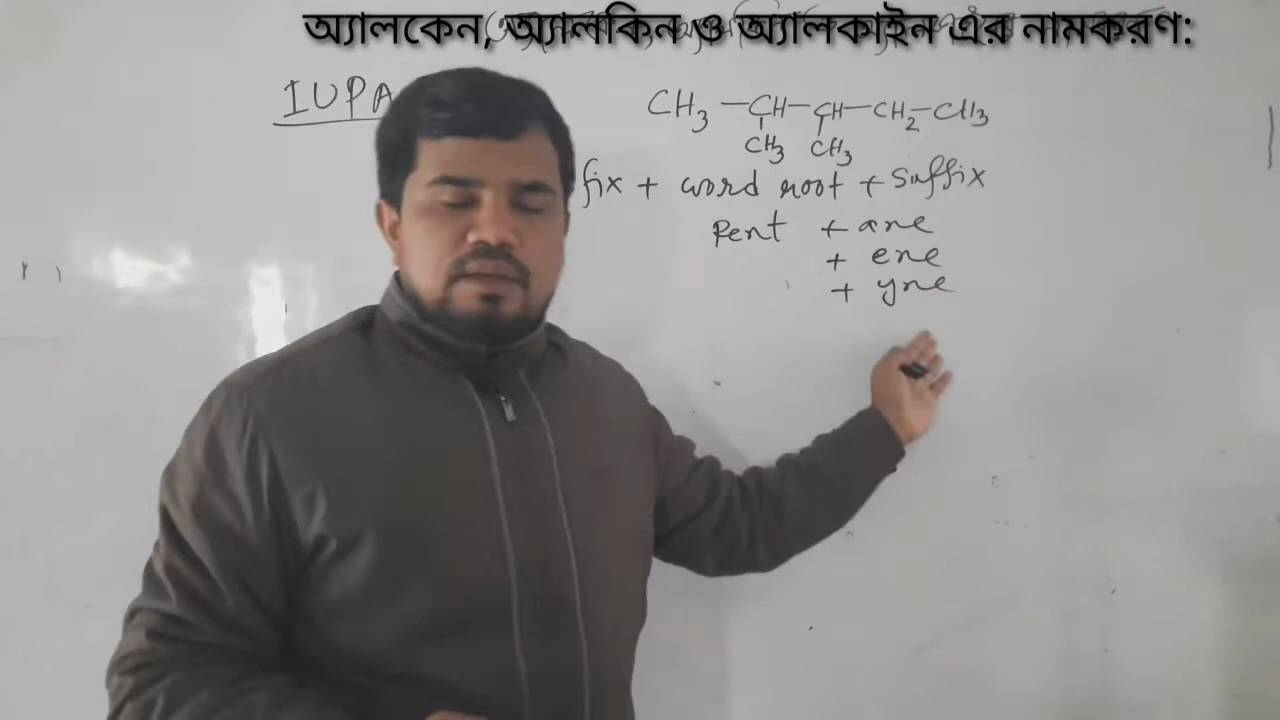 অ্যালকেন, অ্যালকিন ও অ্যালকাইন এর নামকরণ:
IUPA
CH3 – CH – CH – CH2 – CH3
CH3 CH3
fix + word root + suffix
Pent + ane
+ ene
+ yne